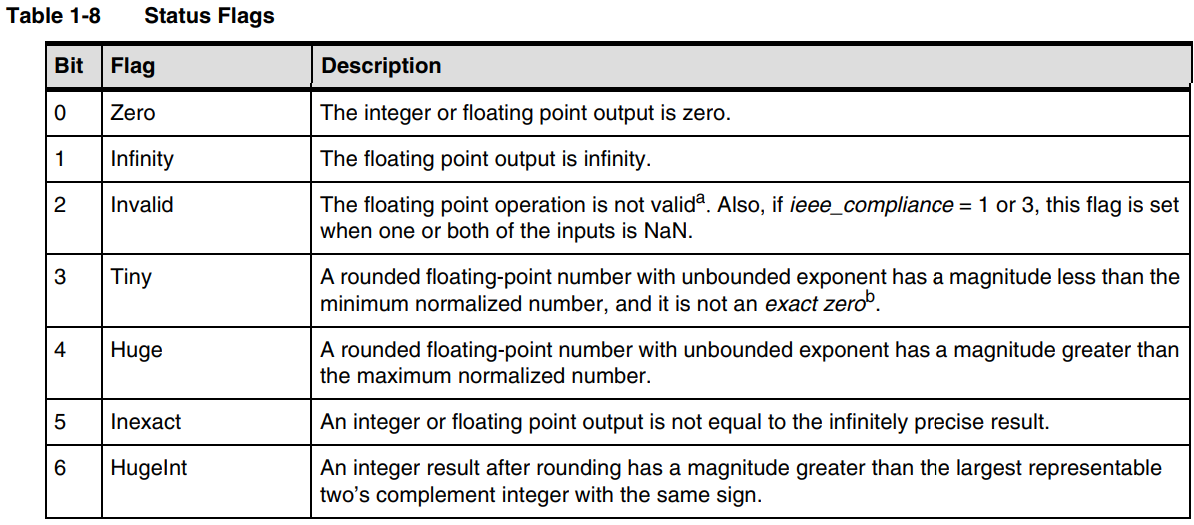 Table 1-8 Status Flags
Bit Flag Description
0 Zero The integer or floating point output is zero.
1 Infinity The floating point output is infinity.
2 Invalid The floating point operation is not valida. Also, if ieee_compliance = 1 or 3, this flag is set
when one or both of the inputs is NaN.
3 Tiny A rounded floating-point number with unbounded exponent has a magnitude less than the
minimum normalized number, and it is not an exact zerob.
4 Huge A rounded floating-point number with unbounded exponent has a magnitude greater than
the maximum normalized number.
5 Inexact An integer or floating point output is not equal to the infinitely precise result.
6 HugeInt An integer result after rounding has a magnitude greater than the largest representable
two's complement integer with the same sign.